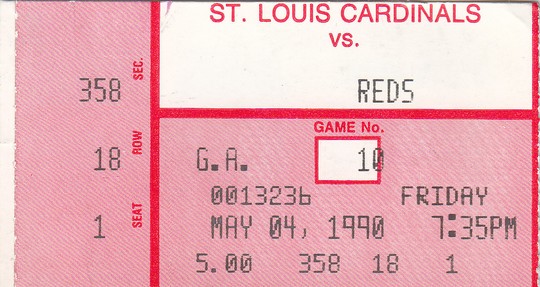 ST. LOUIS CARDINALS
VS.
REDS
358 SEC.
GAME No.
18 ROW
G.A. 10
0013236 FRIDAY
1 SEAT
MAY 04, 1990 7:35PM
5.00 358 18 1